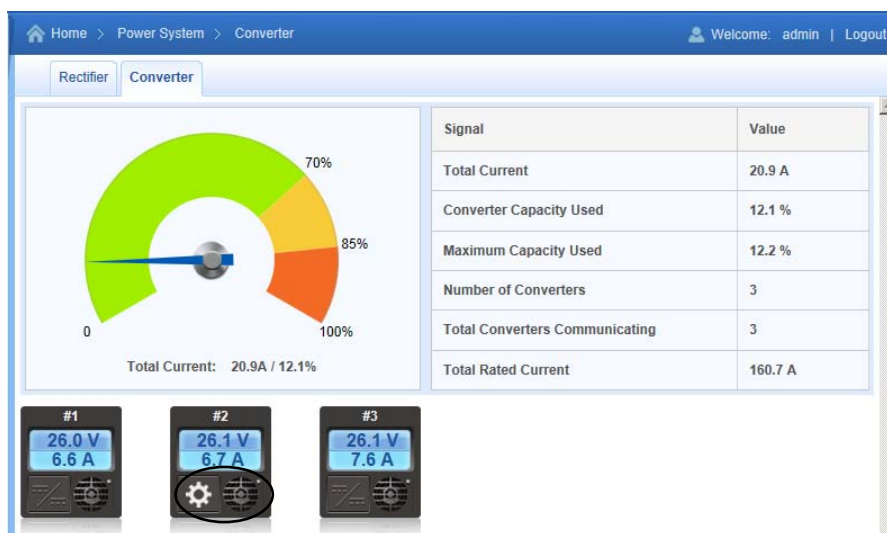 Home > Power System > Converter
Welcome: admin | Logout
Rectifier Converter
70%
85%
0
100%
Total Current: 20.9A / 12.1%
Signal Value
Total Current 20.9 A
Converter Capacity Used 12.1 %
Maximum Capacity Used 12.2 %
Number of Converters 3
Total Converters Communicating 3
Total Rated Current 160.7 A
#1 #2 #3
26.0 V 26.1 V 26.1 V
6.6 A 6.7 A 7.6 A